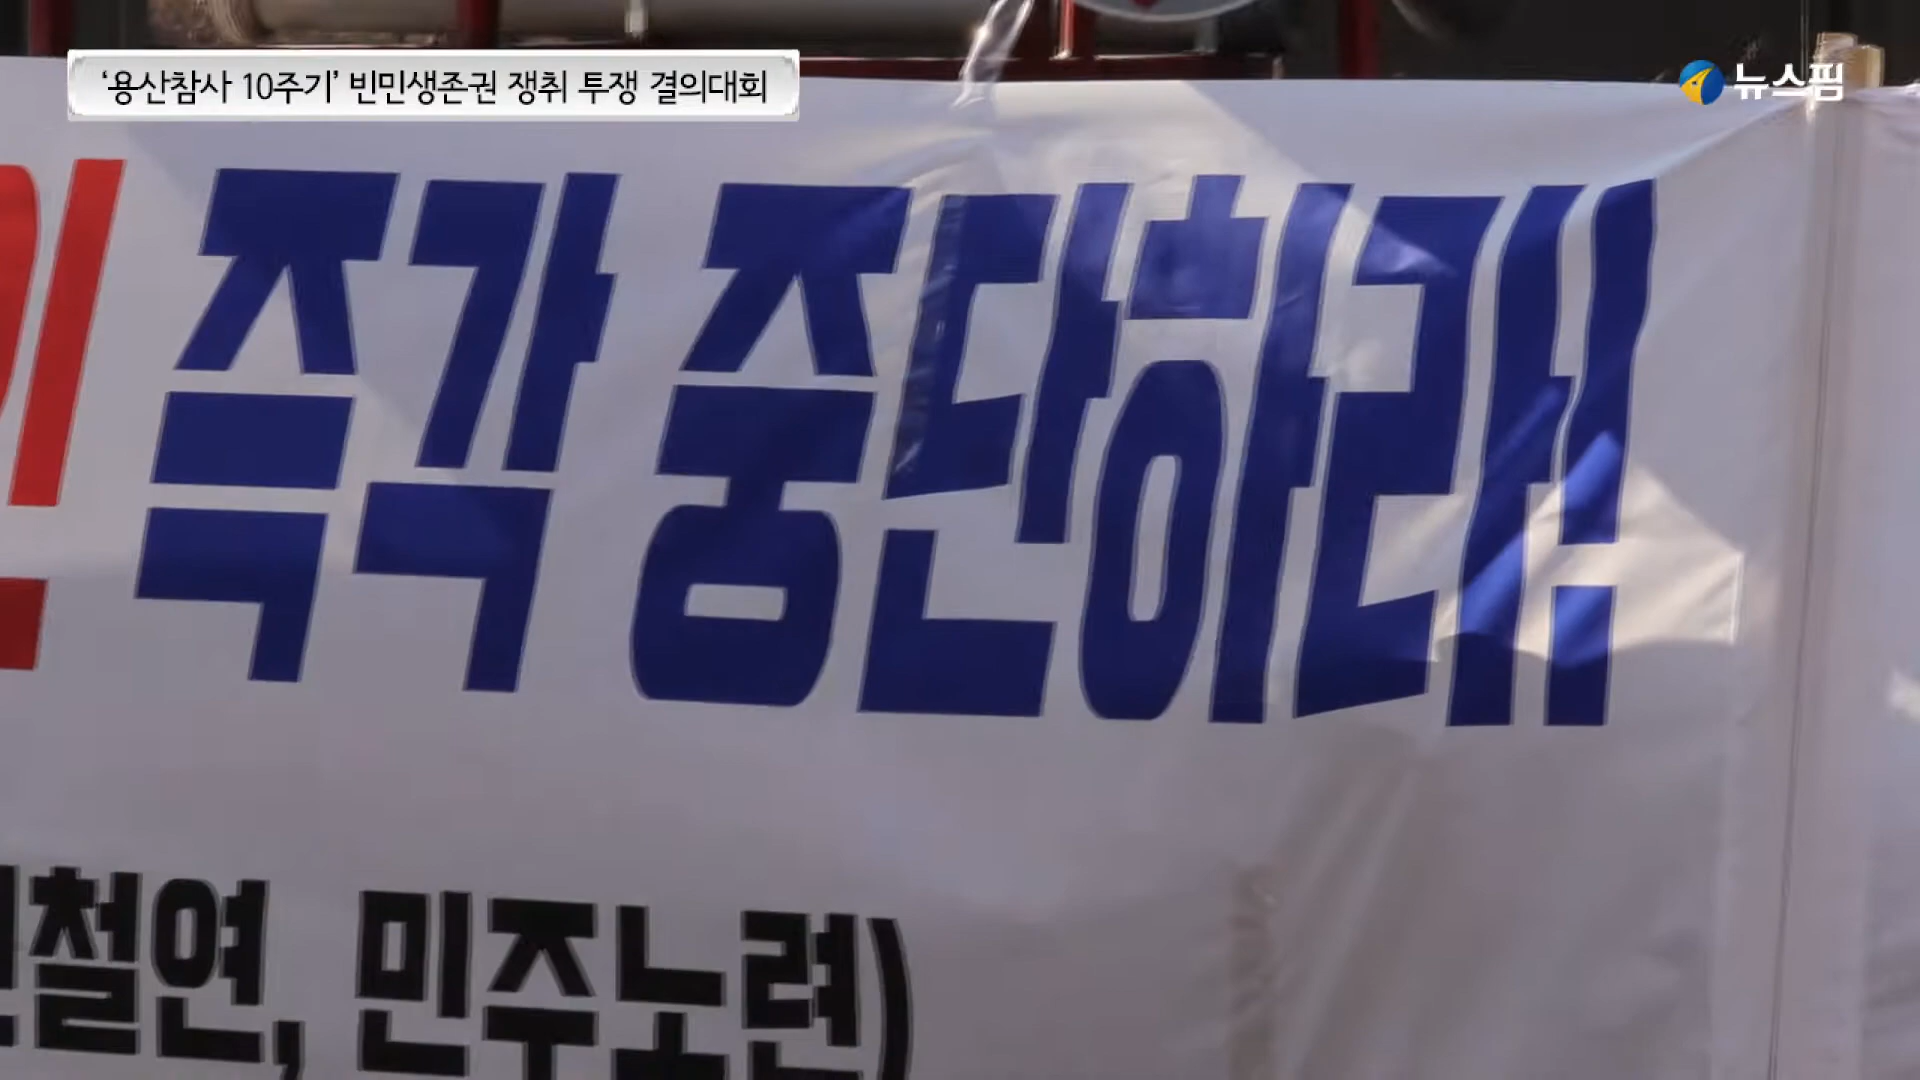 ‘용산참사 10주기’ 빈민생존권 쟁취 투쟁 결의대회
뉴스핌
즉각 중단하라!
철연, 민주노련)